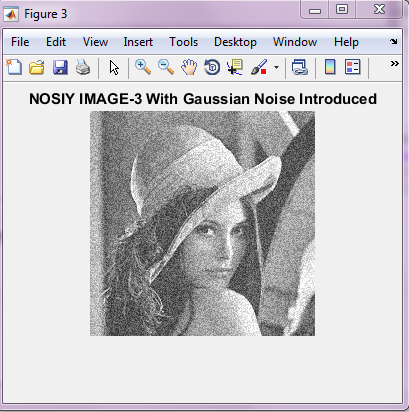 Figure 3
File Edit View Insert Tools Desktop Window Help
NOSIY IMAGE-3 With Gaussian Noise Introduced